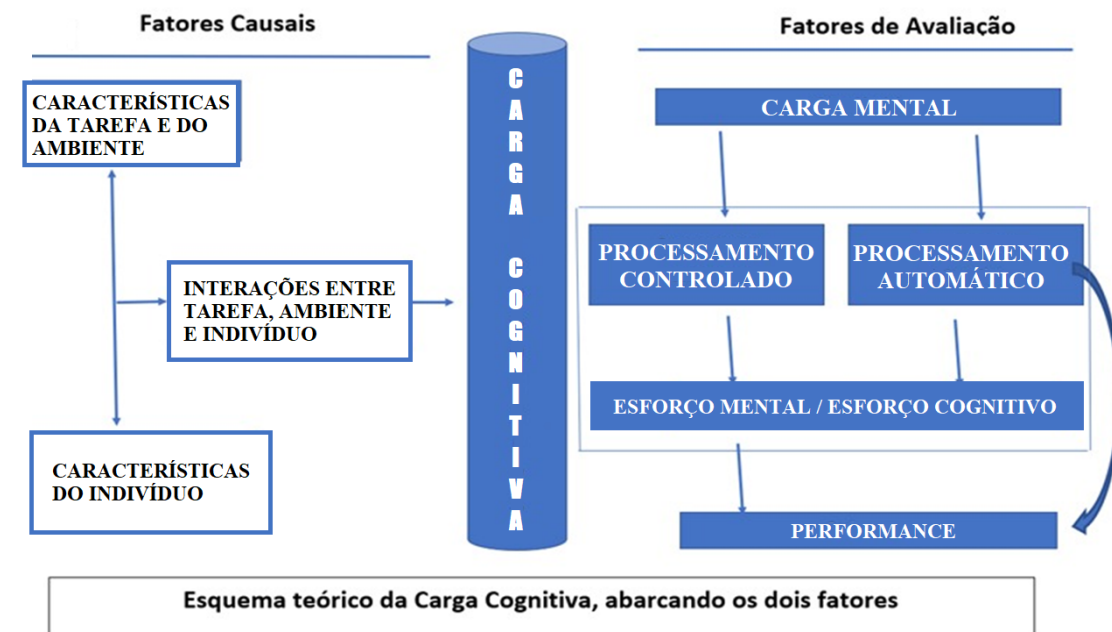 Fatores Causais
CARACTERÍSTICAS
DA TAREFA E DO
AMBIENTE
INTERAÇÕES ENTRE
TAREFA, AMBIENTE
E INDIVÍDUO
CARACTERÍSTICAS
DO INDIVÍDUO
CARGA COGNITIVA
Fatores de Avaliação
CARGA MENTAL
PROCESSAMENTO
CONTROLADO
PROCESSAMENTO
AUTOMÁTICO
ESFORÇO MENTAL / ESFORÇO COGNITIVO
PERFORMANCE
Esquema teórico da Carga Cognitiva, abarcando os dois fatores